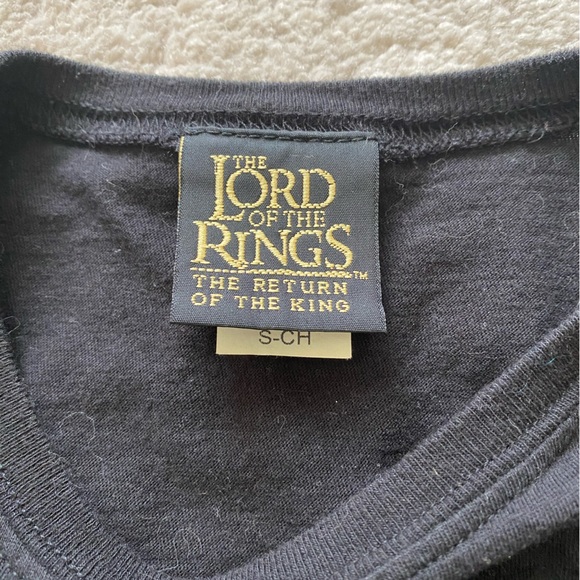 THE
LORD
OF THE
RINGS™
THE RETURN
OF THE KING
S-CH